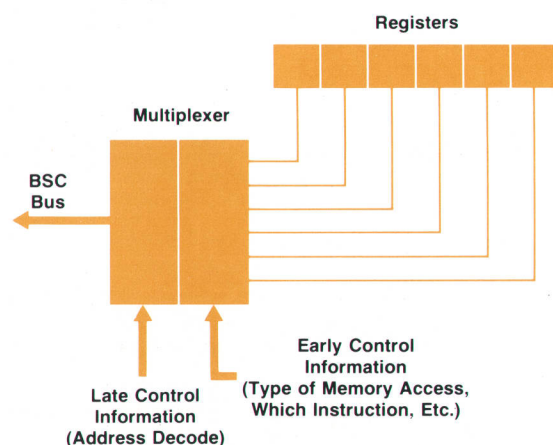 Registers
Multiplexer
BSC
Bus
Early Control
Information
(Type of Memory Access,
Which Instruction, Etc.)
Late Control
Information
(Address Decode)